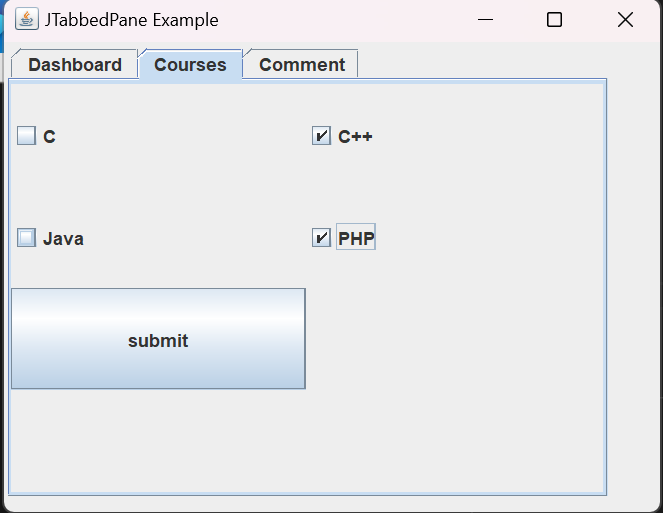 JTabbedPane Example
Dashboard Courses Comment
C C++
Java PHP
submit